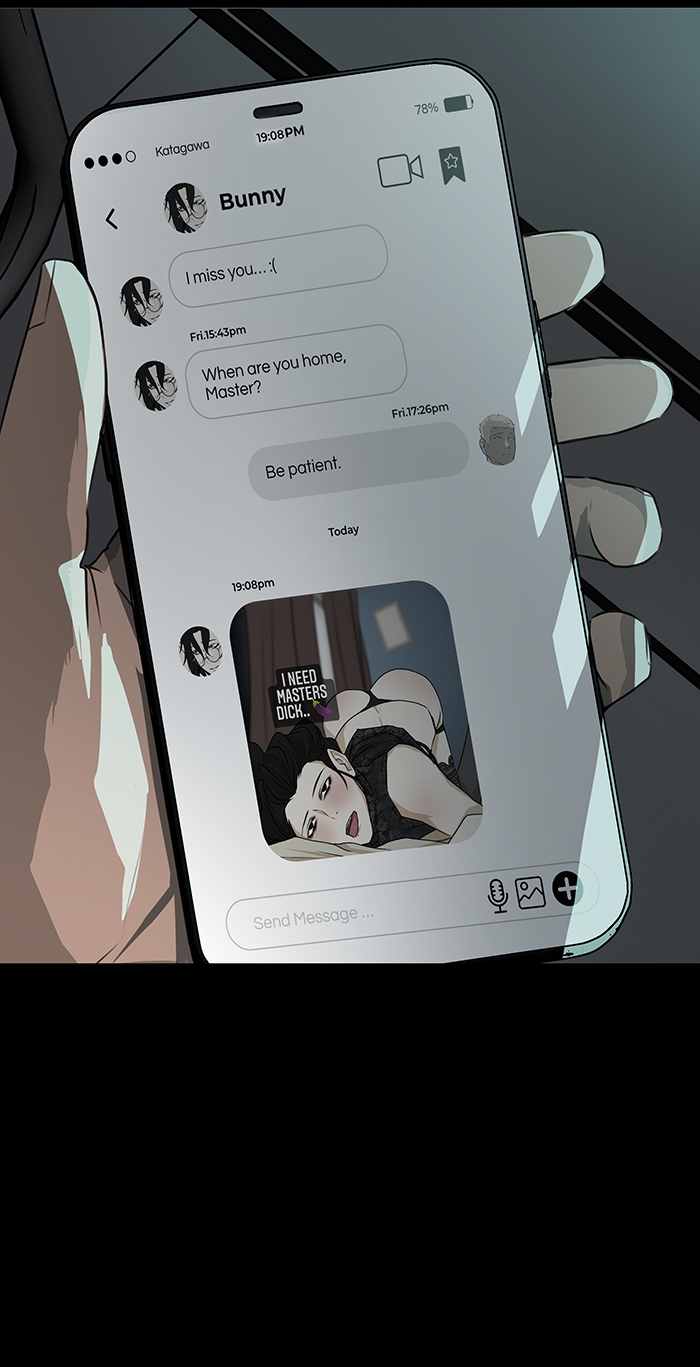 78%
19:08PM
Katagawa
Bunny
I miss you... :(
Fri.15:43pm
When are you home,
Master?
Fri.17:26pm
Be patient.
Today
19:08pm
I NEED
MASTERS
DICK..🍆
Send Message ...